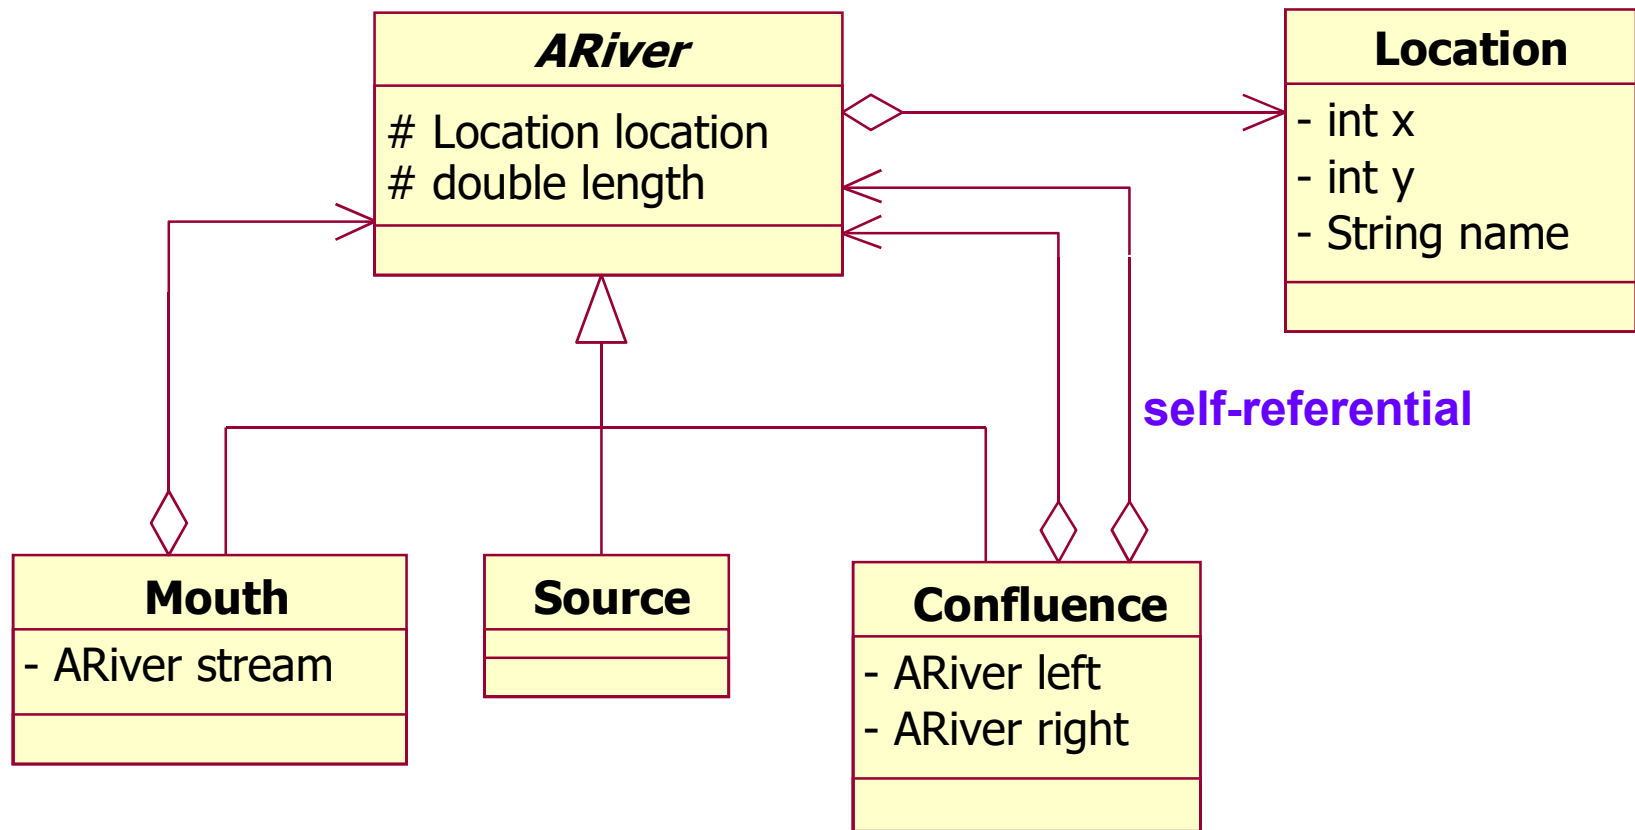 ARiver
# Location location
# double length
Location
- int x
- int y
- String name
self-referential
Mouth
- ARiver stream
Source
Confluence
- ARiver left
- ARiver right